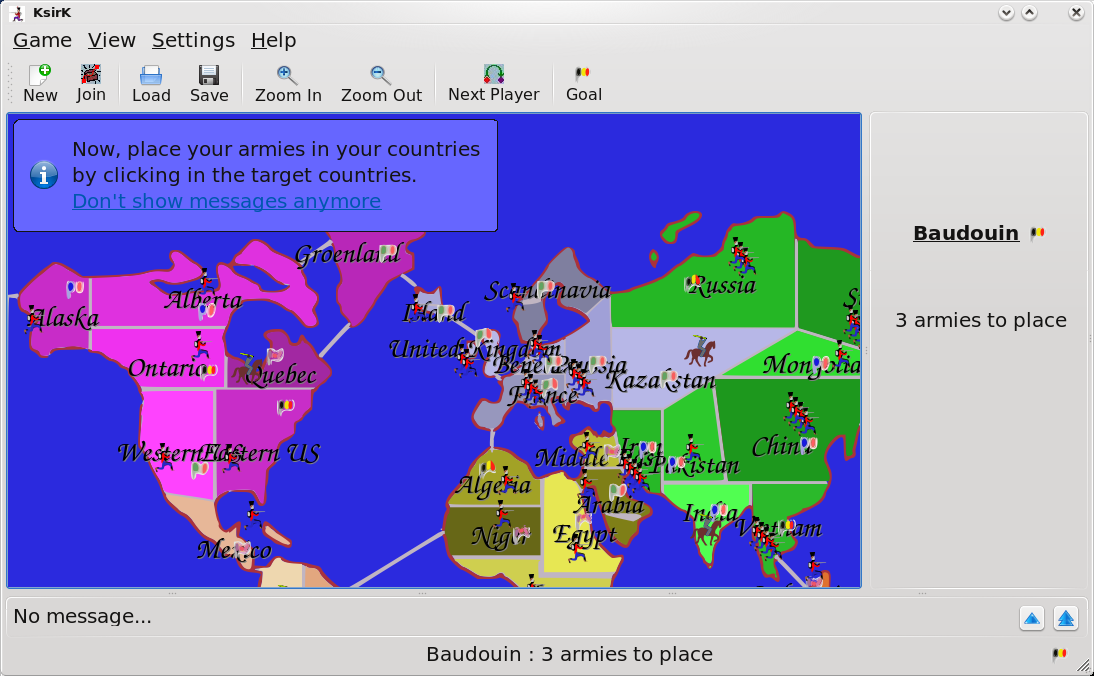 KsirK
Game View Settings Help
New Join Load Save Zoom In Zoom Out Next Player Goal
Now, place your armies in your countries
by clicking in the target countries.
Don't show messages anymore
Baudouin
3 armies to place
Groenland
Scandinavia
Russia
Alberta
Alaska
Island
United Kingdom
Ontario
Quebec
Kazakstan
Mongolia
France
Western US
Eastern US
China
Middle
Iran
Pakistan
Algeria
Arabia
India
Vietnam
Niger
Egypt
Mexico
No message...
Baudouin : 3 armies to place